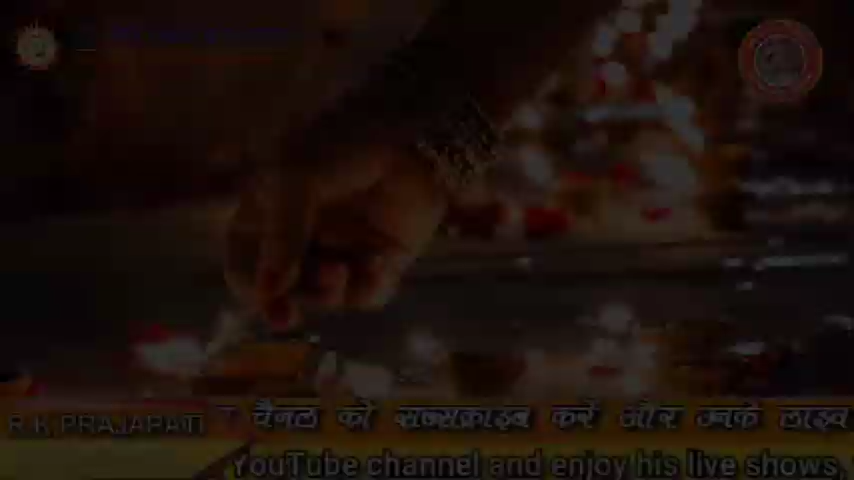 R.K.PRAJAPATI
चैनल को सब्सक्राइब करें और उनके लाइव
YouTube channel and enjoy his live shows,